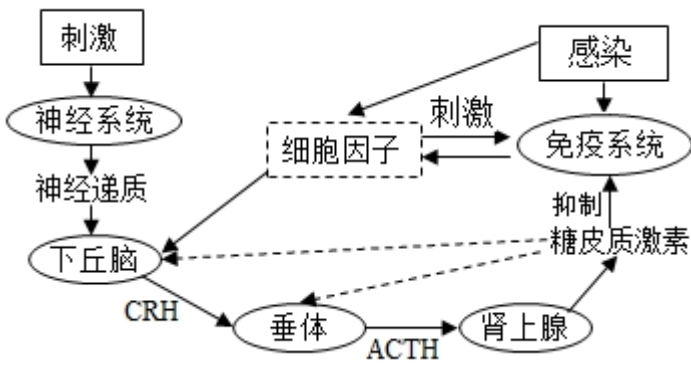 刺激
感染
神经系统
刺激
细胞因子
免疫系统
神经递质
抑制
下丘脑
糖皮质激素
CRH
垂体
肾上腺
ACTH